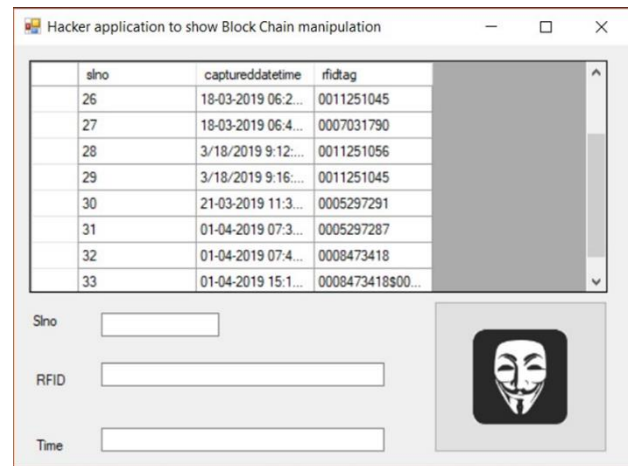 Hacker application to show Block Chain manipulation
slno captureddatetime rfidtag
26 18-03-2019 06:2... 0011251045
27 18-03-2019 06:4... 0007031790
28 3/18/2019 9:12:... 0011251056
29 3/18/2019 9:16:... 0011251045
30 21-03-2019 11:3... 0005297291
31 01-04-2019 07:3... 0005297287
32 01-04-2019 07:4... 0008473418
33 01-04-2019 15:1... 0008473418$00...
Slno
RFID
Time